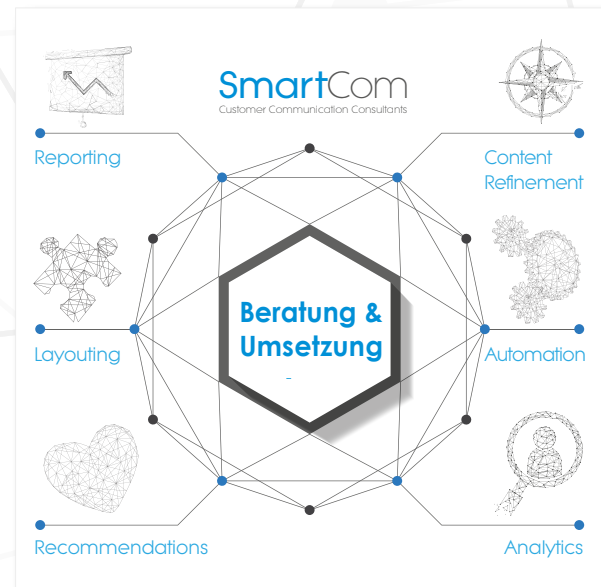 SmartCom
Customer Communication Consultants
Reporting
Content
Refinement
Beratung &
Umsetzung
-
Layouting
Automation
Recommendations
Analytics